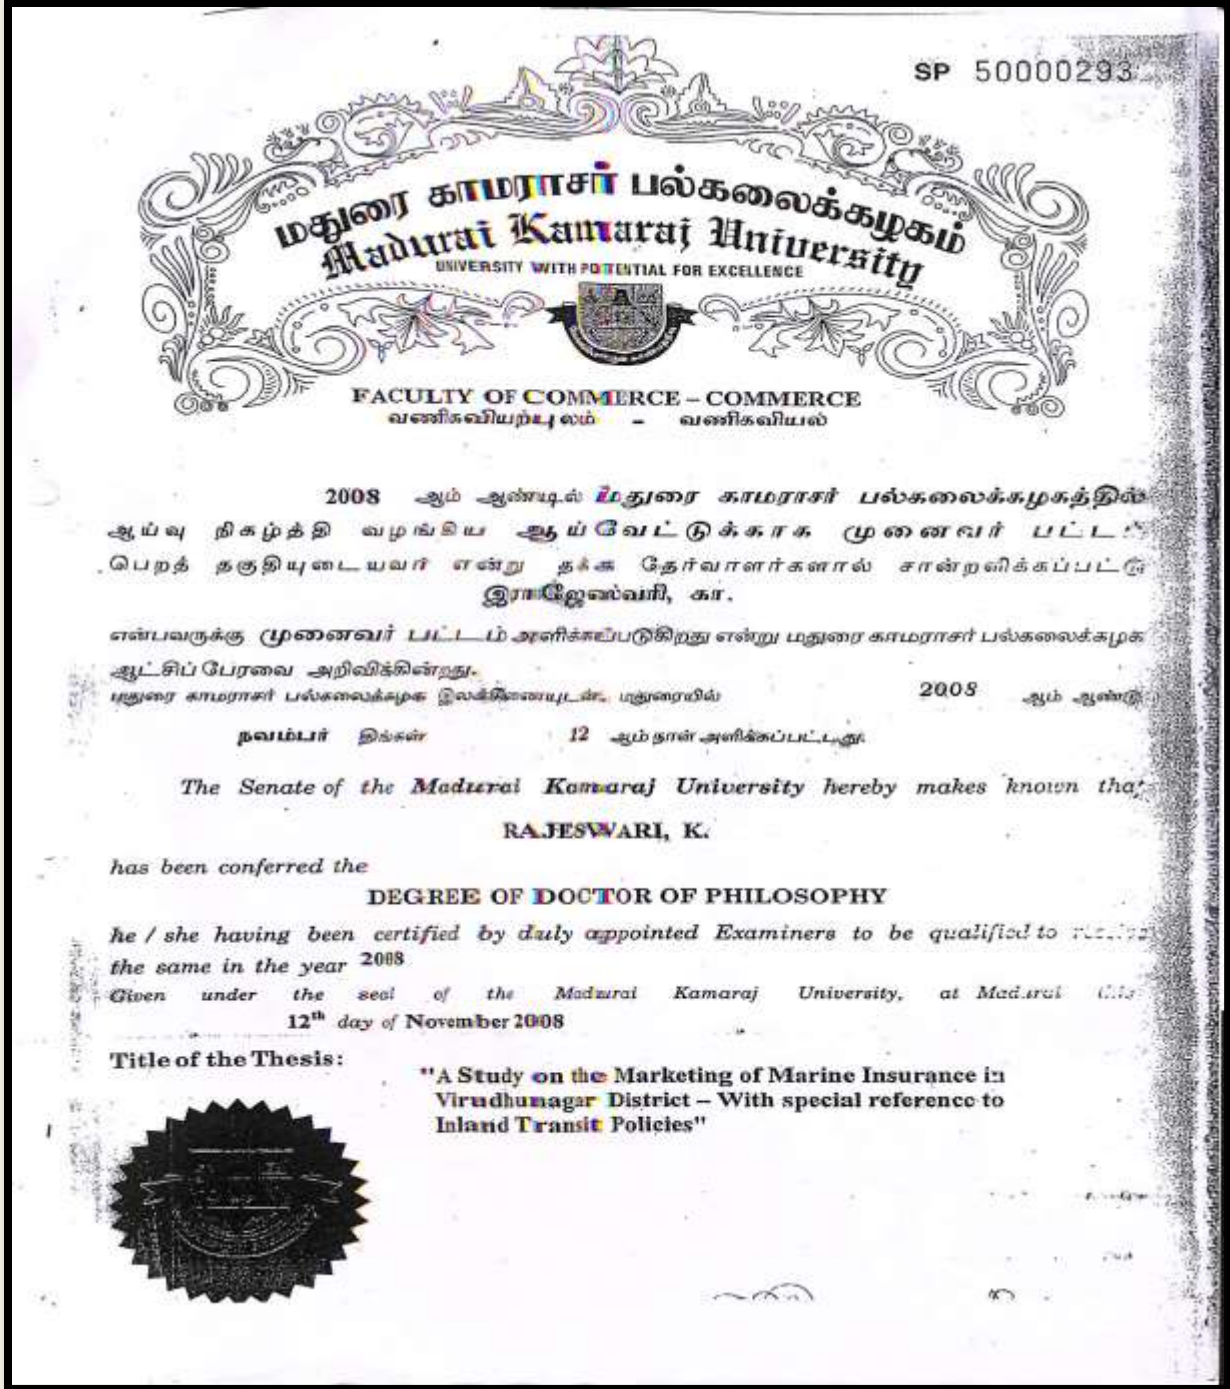 SP 50000293
மதுரை காமராசர் பல்கலைக்கழகம்
Madurai Kamaraj University
UNIVERSITY WITH POTENTIAL FOR EXCELLENCE
FACULTY OF COMMERCE – COMMERCE
வணிகவியற்புலம் – வணிகவியல்
2008 ஆம் ஆண்டில் மதுரை காமராசர் பல்கலைக்கழகத்தில்
ஆய்வு நிகழ்த்தி வழங்கிய ஆய்வேட்டுக்காக முனைவர்
பெறத் தகுதியுடையவர் என்று தக்க தேர்வாளர்களால் சான்றளிக்கப்பட்டு
இராஜேஸ்வரி, கா.
என்பவருக்கு முனைவர் பட்டம் அளிக்கப்படுகிறது என்று மதுரை காமராசர் பல்கலைக்கழக
ஆட்சிப் பேரவை அறிவிக்கின்றது.
மதுரை காமராசர் பல்கலைக்கழக இலச்சினையுடன், மதுரையில் 2008 ஆம் ஆண்டு
நவம்பர் திங்கள் 12 ஆம் நாள் அளிக்கப்பட்டது.
The Senate of the Madurai Kamaraj University hereby makes known that
RAJESWARI, K.
has been conferred the
DEGREE OF DOCTOR OF PHILOSOPHY
he / she having been certified by duly appointed Examiners to be qualified to
the same in the year 2008
Given under the seal of the Madurai Kamaraj University, at Madurai this
12th day of November 2008
Title of the Thesis:
"A Study on the Marketing of Marine Insurance in
Virudhunagar District – With special reference to
Inland Transit Policies"